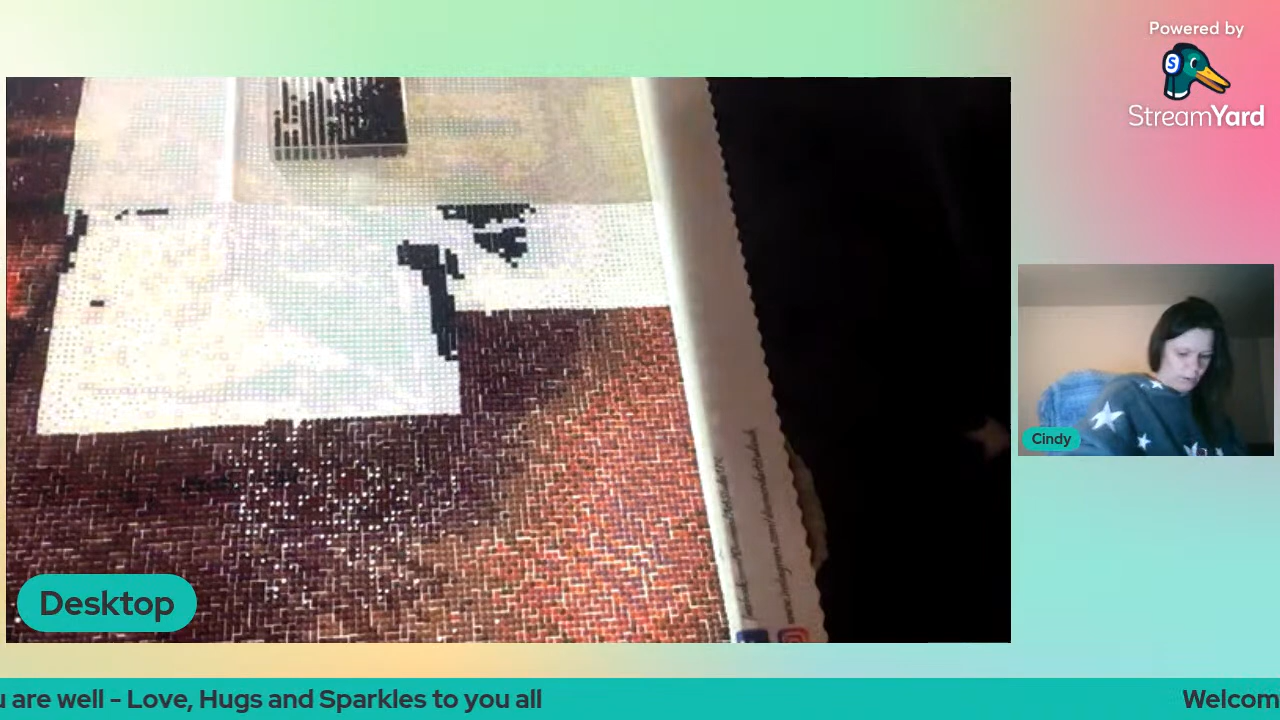 Powered by
StreamYard
Cindy
Desktop
u are well - Love, Hugs and Sparkles to you all
Welcom